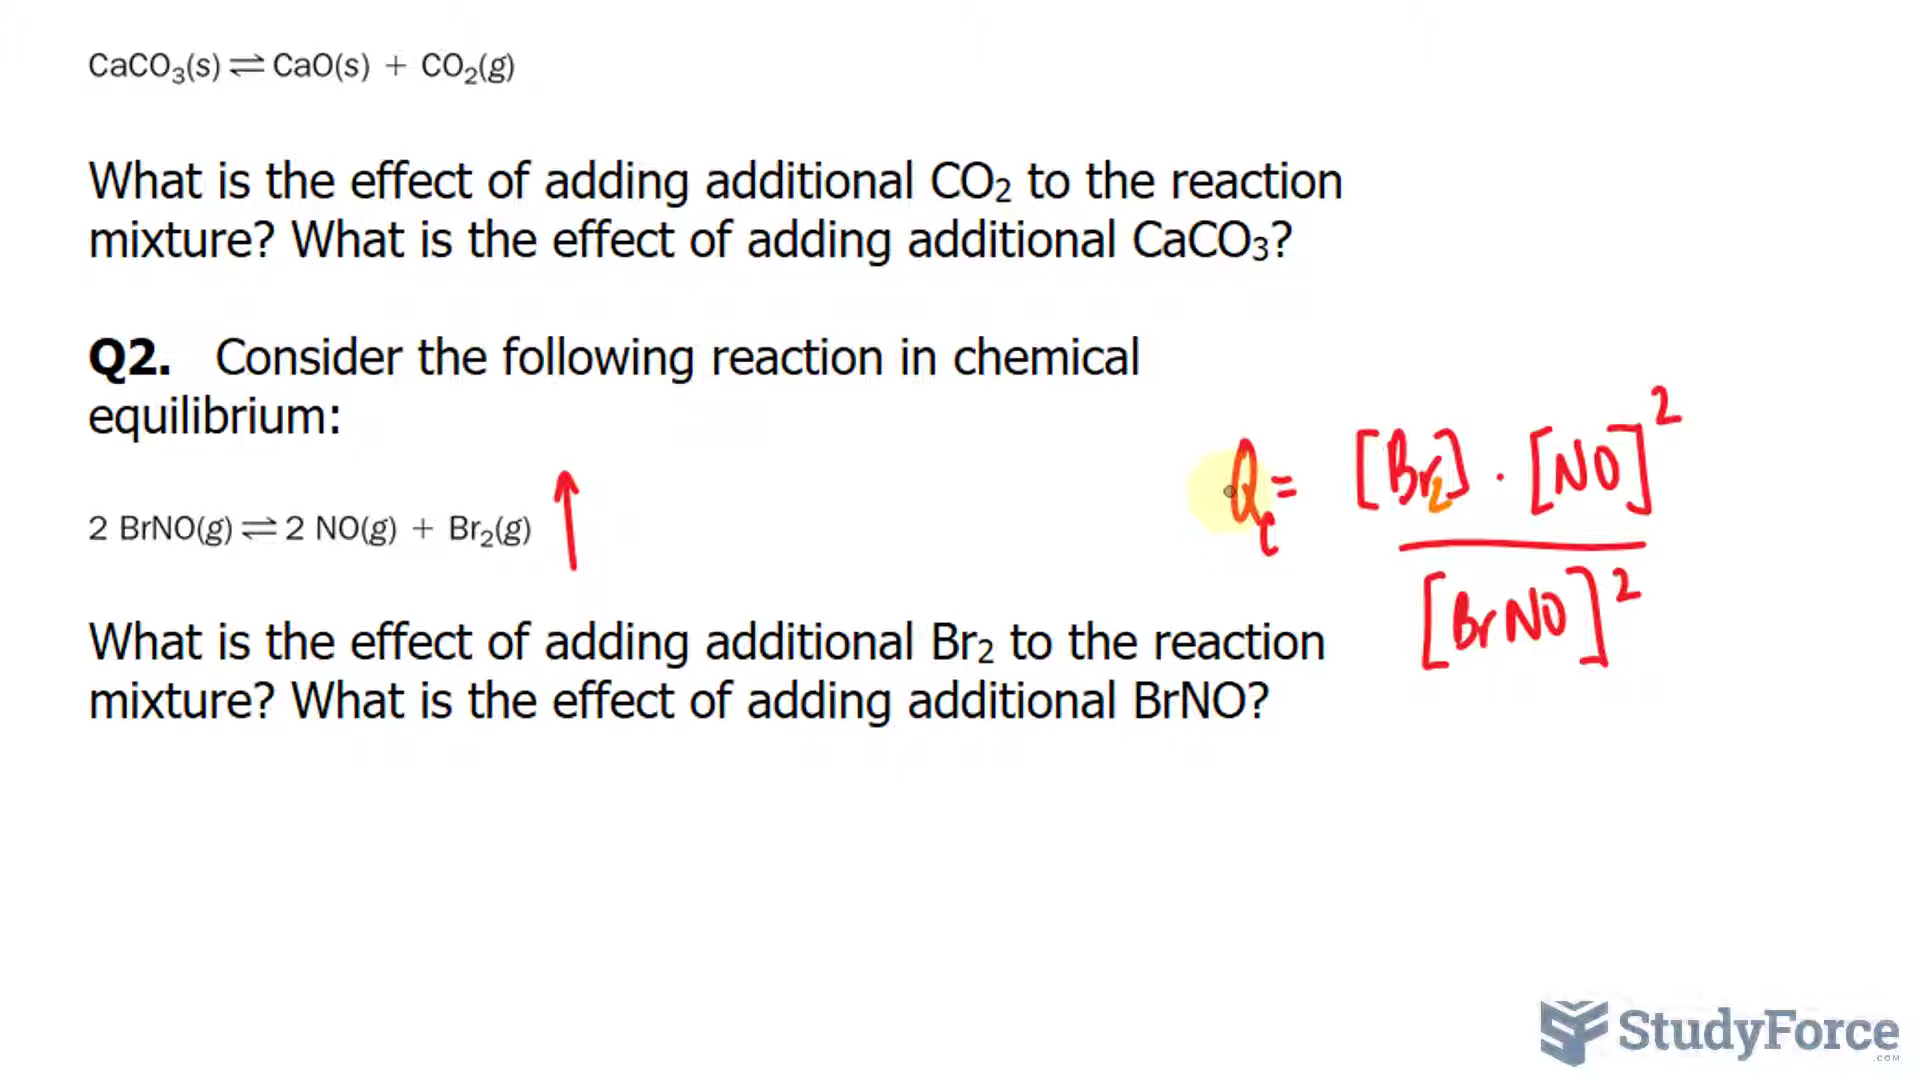 CaCO₃(s) ⇌ CaO(s) + CO₂(g)
What is the effect of adding additional CO₂ to the reaction
mixture? What is the effect of adding additional CaCO₃?
Q2. Consider the following reaction in chemical
equilibrium:
2 BrNO(g) ⇌ 2 NO(g) + Br₂(g)
What is the effect of adding additional Br₂ to the reaction
mixture? What is the effect of adding additional BrNO?
Qc = [Br₂] · [NO]²
[BrNO]²
StudyForce
.COM